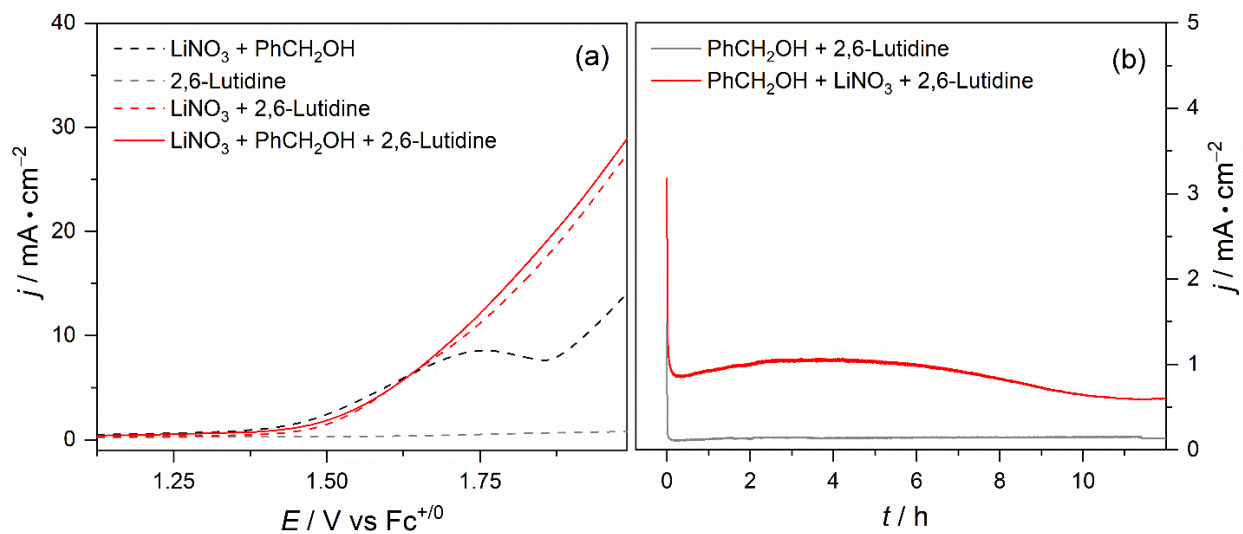 LiNO₃ + PhCH₂OH
2,6-Lutidine
LiNO₃ + 2,6-Lutidine
LiNO₃ + PhCH₂OH + 2,6-Lutidine
(a)
40
30
20
10
0
j / mA • cm⁻²
1.25 1.50 1.75
E / V vs Fc⁺ᐟ⁰
PhCH₂OH + 2,6-Lutidine
PhCH₂OH + LiNO₃ + 2,6-Lutidine
(b)
5
4
3
2
1
0
j / mA • cm⁻²
0 2 4 6 8 10
t / h